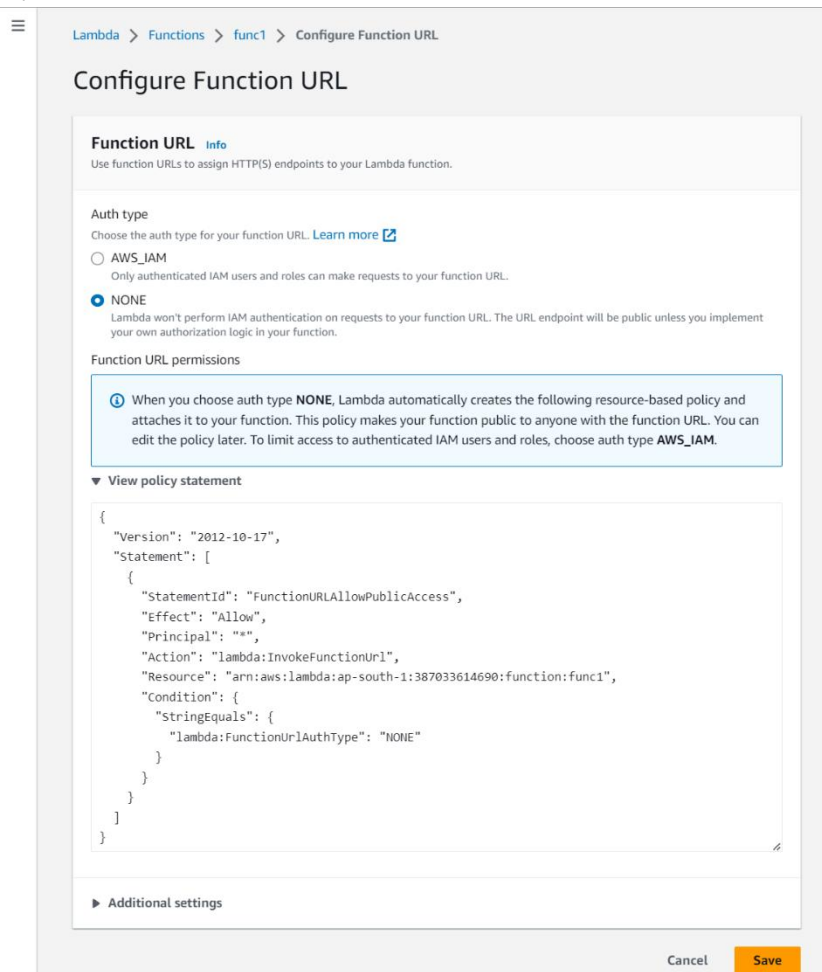 Lambda > Functions > func1 > Configure Function URL
Configure Function URL
Function URL Info
Use function URLs to assign HTTP(S) endpoints to your Lambda function.
Auth type
Choose the auth type for your function URL. Learn more
AWS_IAM
Only authenticated IAM users and roles can make requests to your function URL.
NONE
Lambda won't perform IAM authentication on requests to your function URL. The URL endpoint will be public unless you implement
your own authorization logic in your function.
Function URL permissions
When you choose auth type NONE, Lambda automatically creates the following resource-based policy and
attaches it to your function. This policy makes your function public to anyone with the function URL. You can
edit the policy later. To limit access to authenticated IAM users and roles, choose auth type AWS_IAM.
View policy statement
{
  "Version": "2012-10-17",
  "Statement": [
    {
      "StatementId": "FunctionURLAllowPublicAccess",
      "Effect": "Allow",
      "Principal": "*",
      "Action": "lambda:InvokeFunctionUrl",
      "Resource": "arn:aws:lambda:ap-south-1:387033614690:function:func1",
      "Condition": {
        "StringEquals": {
          "lambda:FunctionUrlAuthType": "NONE"
        }
      }
    }
  ]
}
Additional settings
Cancel Save